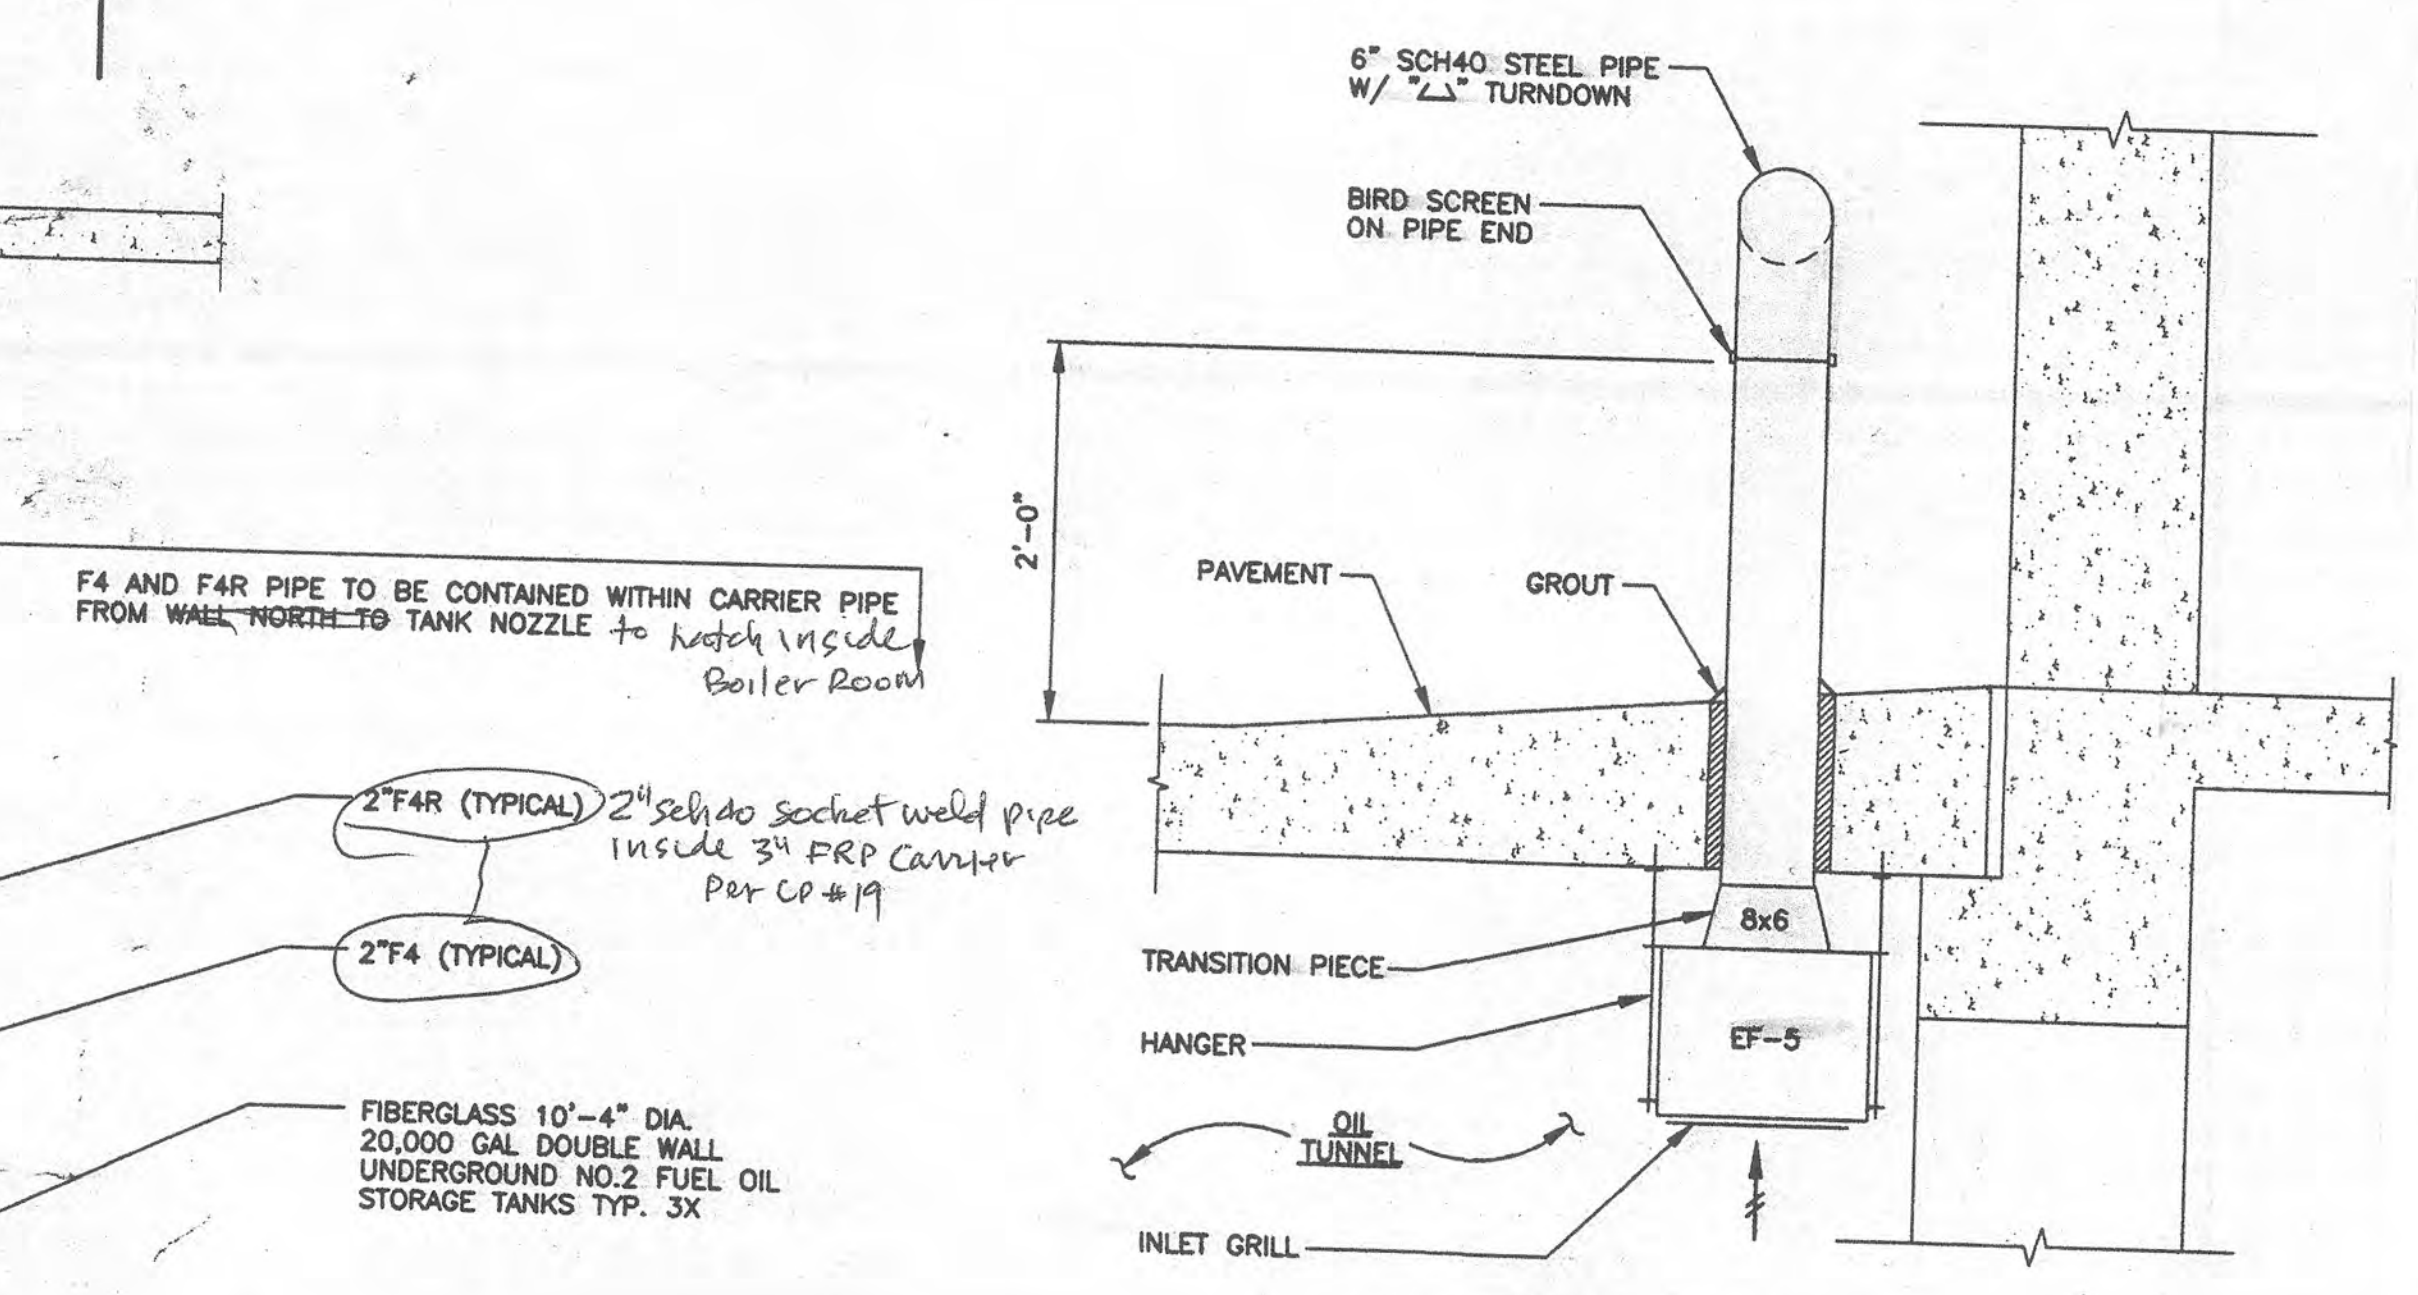 6" SCH40 STEEL PIPE
W/ "⊿⊾" TURNDOWN
BIRD SCREEN
ON PIPE END
2'-0"
PAVEMENT
GROUT
F4 AND F4R PIPE TO BE CONTAINED WITHIN CARRIER PIPE
FROM WALL NORTH TO TANK NOZZLE to hatch inside
Boiler Room
2"F4R (TYPICAL) 2" sch40 socket weld pipe
inside 3" FRP Carrier
Per CP #19
2"F4 (TYPICAL)
8x6
TRANSITION PIECE
HANGER
EF-5
FIBERGLASS 10'-4" DIA.
20,000 GAL DOUBLE WALL
UNDERGROUND NO.2 FUEL OIL
STORAGE TANKS TYP. 3X
OIL
TUNNEL
INLET GRILL